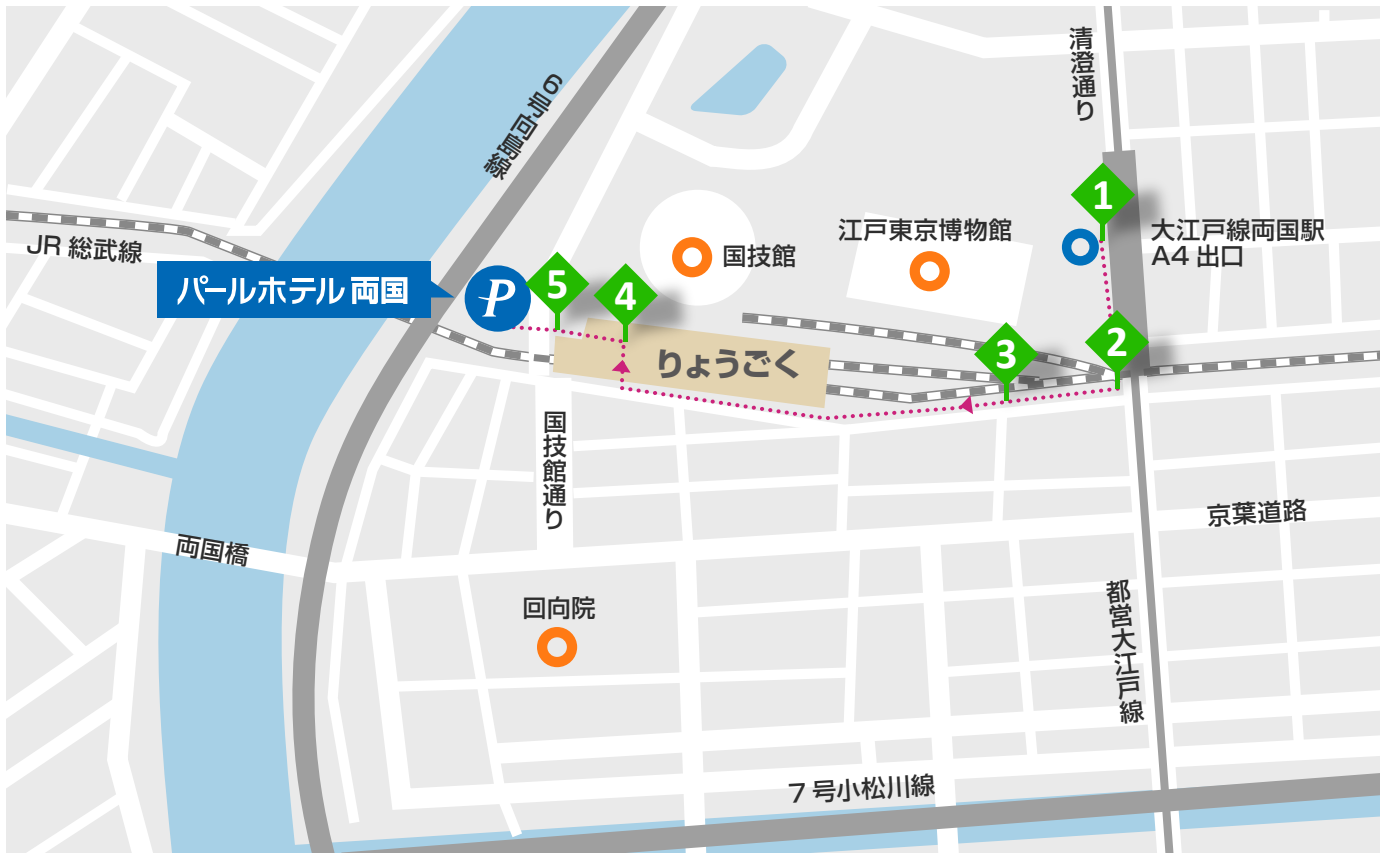 清澄通り
6号向島線
1
江戸東京博物館
大江戸線両国駅
A4出口
JR総武線
国技館
パールホテル両国
P
5
4
3
2
りょうごく
国技館通り
京葉道路
両国橋
回向院
都営大江戸線
7号小松川線